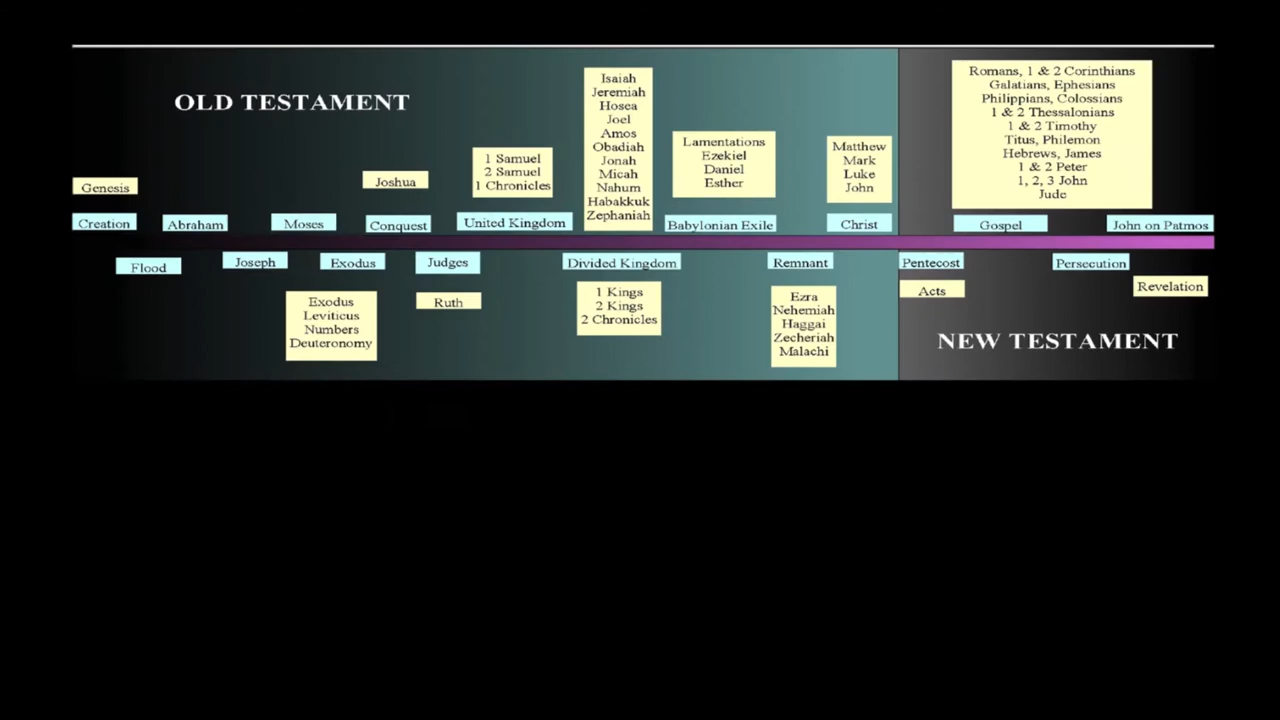 OLD TESTAMENT
Genesis
Joshua
1 Samuel
2 Samuel
1 Chronicles
Isaiah
Jeremiah
Hosea
Joel
Amos
Obadiah
Jonah
Micah
Nahum
Habakkuk
Zephaniah
Lamentations
Ezekiel
Daniel
Esther
Matthew
Mark
Luke
John
Romans, 1 & 2 Corinthians
Galatians, Ephesians
Philippians, Colossians
1 & 2 Thessalonians
1 & 2 Timothy
Titus, Philemon
Hebrews, James
1 & 2 Peter
1, 2, 3 John
Jude
Creation
Abraham
Moses
Conquest
United Kingdom
Babylonian Exile
Christ
Gospel
John on Patmos
Flood
Joseph
Exodus
Judges
Divided Kingdom
Remnant
Pentecost
Persecution
Exodus
Leviticus
Numbers
Deuteronomy
Ruth
1 Kings
2 Kings
2 Chronicles
Ezra
Nehemiah
Haggai
Zecheriah
Malachi
Acts
Revelation
NEW TESTAMENT